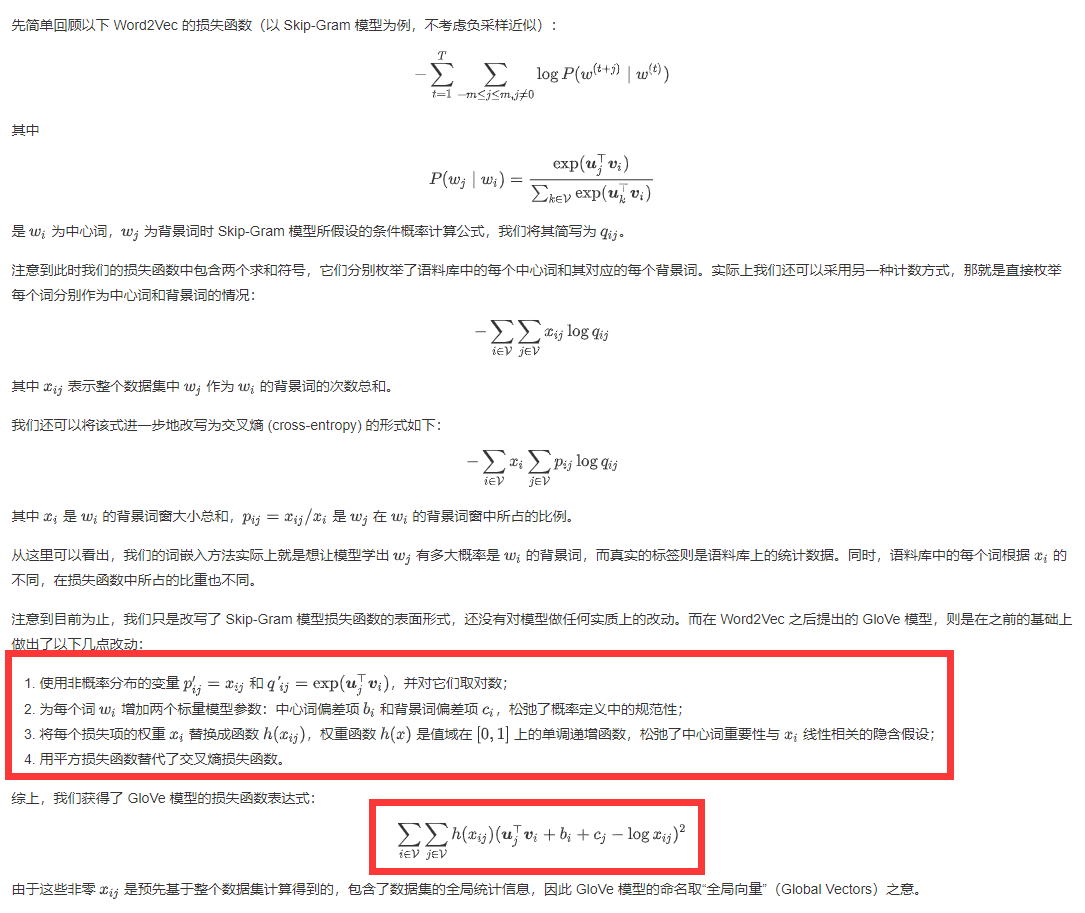 先简单回顾以下 Word2Vec 的损失函数（以 Skip-Gram 模型为例，不考虑负采样近似）：
$-\sum_{t=1}^{T} \sum_{-m \le j \le m, j \ne 0} \log P(w^{(t+j)} \mid w^{(t)})$
其中
$P(w_j \mid w_i) = \frac{\exp(\boldsymbol{u}_j^\top \boldsymbol{v}_i)}{\sum_{k \in \mathcal{V}} \exp(\boldsymbol{u}_k^\top \boldsymbol{v}_i)}$
是 $w_i$ 为中心词，$w_j$ 为背景词时 Skip-Gram 模型所假设的条件概率计算公式，我们将其简写为 $q_{ij}$。
注意到此时我们的损失函数中包含两个求和符号，它们分别枚举了语料库中的每个中心词和其对应的每个背景词。实际上我们还可以采用另一种计数方式，那就是直接枚举
每个词分别作为中心词和背景词的情况：
$-\sum_{i \in \mathcal{V}} \sum_{j \in \mathcal{V}} x_{ij} \log q_{ij}$
其中 $x_{ij}$ 表示整个数据集中 $w_j$ 作为 $w_i$ 的背景词的次数总和。
我们还可以将该式进一步地改写为交叉熵 (cross-entropy) 的形式如下：
$-\sum_{i \in \mathcal{V}} x_i \sum_{j \in \mathcal{V}} p_{ij} \log q_{ij}$
其中 $x_i$ 是 $w_i$ 的背景词窗大小总和，$p_{ij} = x_{ij}/x_i$ 是 $w_j$ 在 $w_i$ 的背景词窗中所占的比例。
从这里可以看出，我们的词嵌入方法实际上就是想让模型学出 $w_j$ 有多大概率是 $w_i$ 的背景词，而真实的标签则是语料库上的统计数据。同时，语料库中的每个词根据 $x_i$ 的
不同，在损失函数中所占的比重也不同。
注意到目前为止，我们只是改写了 Skip-Gram 模型损失函数的表面形式，还没有对模型做任何实质上的改动。而在 Word2Vec 之后提出的 GloVe 模型，则是在之前的基础上
做出了以下几点改动：
1. 使用非概率分布的变量 $p'_{ij} = x_{ij}$ 和 $q'_{ij} = \exp(\boldsymbol{u}_j^\top \boldsymbol{v}_i)$，并对它们取对数；
2. 为每个词 $w_i$ 增加两个标量模型参数：中心词偏差项 $b_i$ 和背景词偏差项 $c_i$，松弛了概率定义中的规范性；
3. 将每个损失项的权重 $x_i$ 替换成函数 $h(x_{ij})$，权重函数 $h(x)$ 是值域在 $[0,1]$ 上的单调递增函数，松弛了中心词重要性与 $x_i$ 线性相关的隐含假设；
4. 用平方损失函数替代了交叉熵损失函数。
综上，我们获得了 GloVe 模型的损失函数表达式：
$\sum_{i \in \mathcal{V}} \sum_{j \in \mathcal{V}} h(x_{ij})(\boldsymbol{u}_j^\top \boldsymbol{v}_i + b_i + c_j - \log x_{ij})^2$
由于这些非零 $x_{ij}$ 是预先基于整个数据集计算得到的，包含了数据集的全局统计信息，因此 GloVe 模型的命名取“全局向量”（Global Vectors）之意。